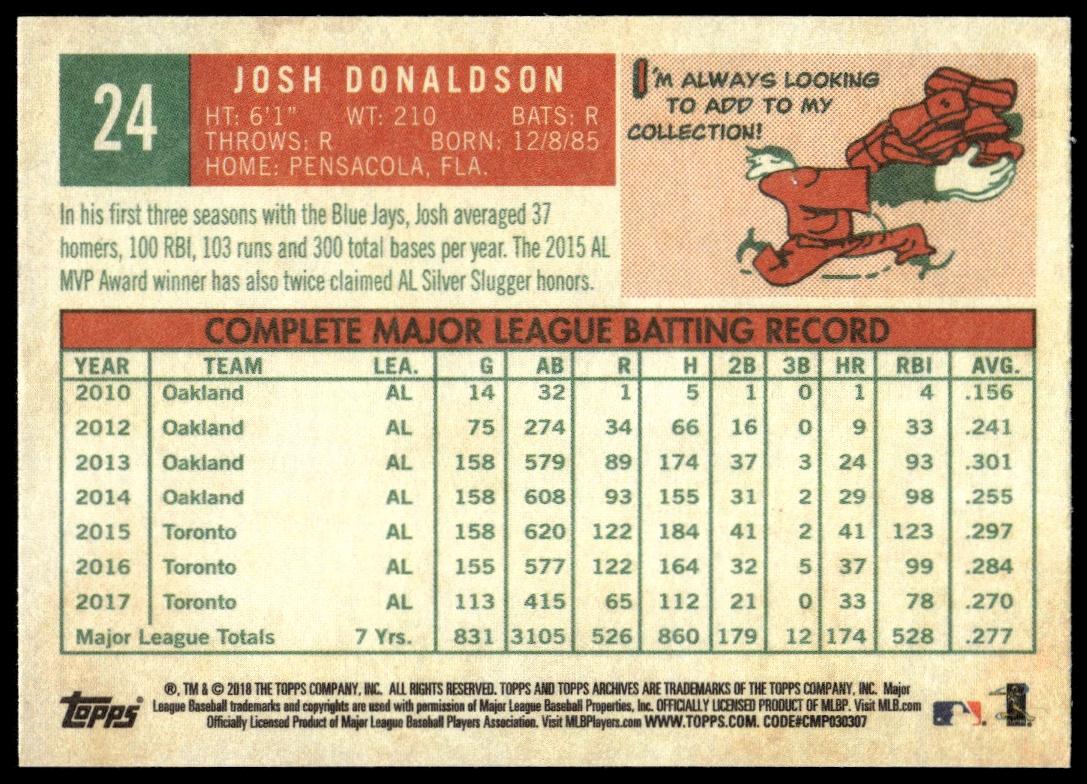 24
JOSH DONALDSON
HT: 6'1" WT: 210 BATS: R
THROWS: R BORN: 12/8/85
HOME: PENSACOLA, FLA.
I'M ALWAYS LOOKING
TO ADD TO MY
COLLECTION!
In his first three seasons with the Blue Jays, Josh averaged 37
homers, 100 RBI, 103 runs and 300 total bases per year. The 2015 AL
MVP Award winner has also twice claimed AL Silver Slugger honors.
COMPLETE MAJOR LEAGUE BATTING RECORD
YEAR TEAM LEA. G AB R H 2B 3B HR RBI AVG.
2010 Oakland AL 14 32 1 5 1 0 1 4 .156
2012 Oakland AL 75 274 34 66 16 0 9 33 .241
2013 Oakland AL 158 579 89 174 37 3 24 93 .301
2014 Oakland AL 158 608 93 155 31 2 29 98 .255
2015 Toronto AL 158 620 122 184 41 2 41 123 .297
2016 Toronto AL 155 577 122 164 32 5 37 99 .284
2017 Toronto AL 113 415 65 112 21 0 33 78 .270
Major League Totals 7 Yrs. 831 3105 526 860 179 12 174 528 .277
TOPPS
®, TM & © 2018 THE TOPPS COMPANY, INC. ALL RIGHTS RESERVED. TOPPS AND TOPPS ARCHIVES ARE TRADEMARKS OF THE TOPPS COMPANY, INC. Major
League Baseball trademarks and copyrights are used with permission of Major League Baseball Properties, Inc. OFFICIALLY LICENSED PRODUCT OF MLBP. Visit MLB.com
Officially Licensed Product of Major League Baseball Players Association. Visit MLBPlayers.com WWW.TOPPS.COM. CODE#CMP030307